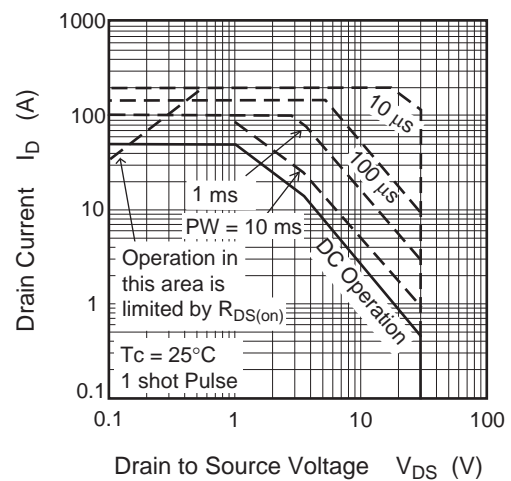 1000
100
10
1
0.1
Drain Current I_D (A)
10 µs
100 µs
1 ms
PW = 10 ms
DC Operation
Operation in
this area is
limited by R_DS(on)
Tc = 25°C
1 shot Pulse
0.1 1 10 100
Drain to Source Voltage V_DS (V)